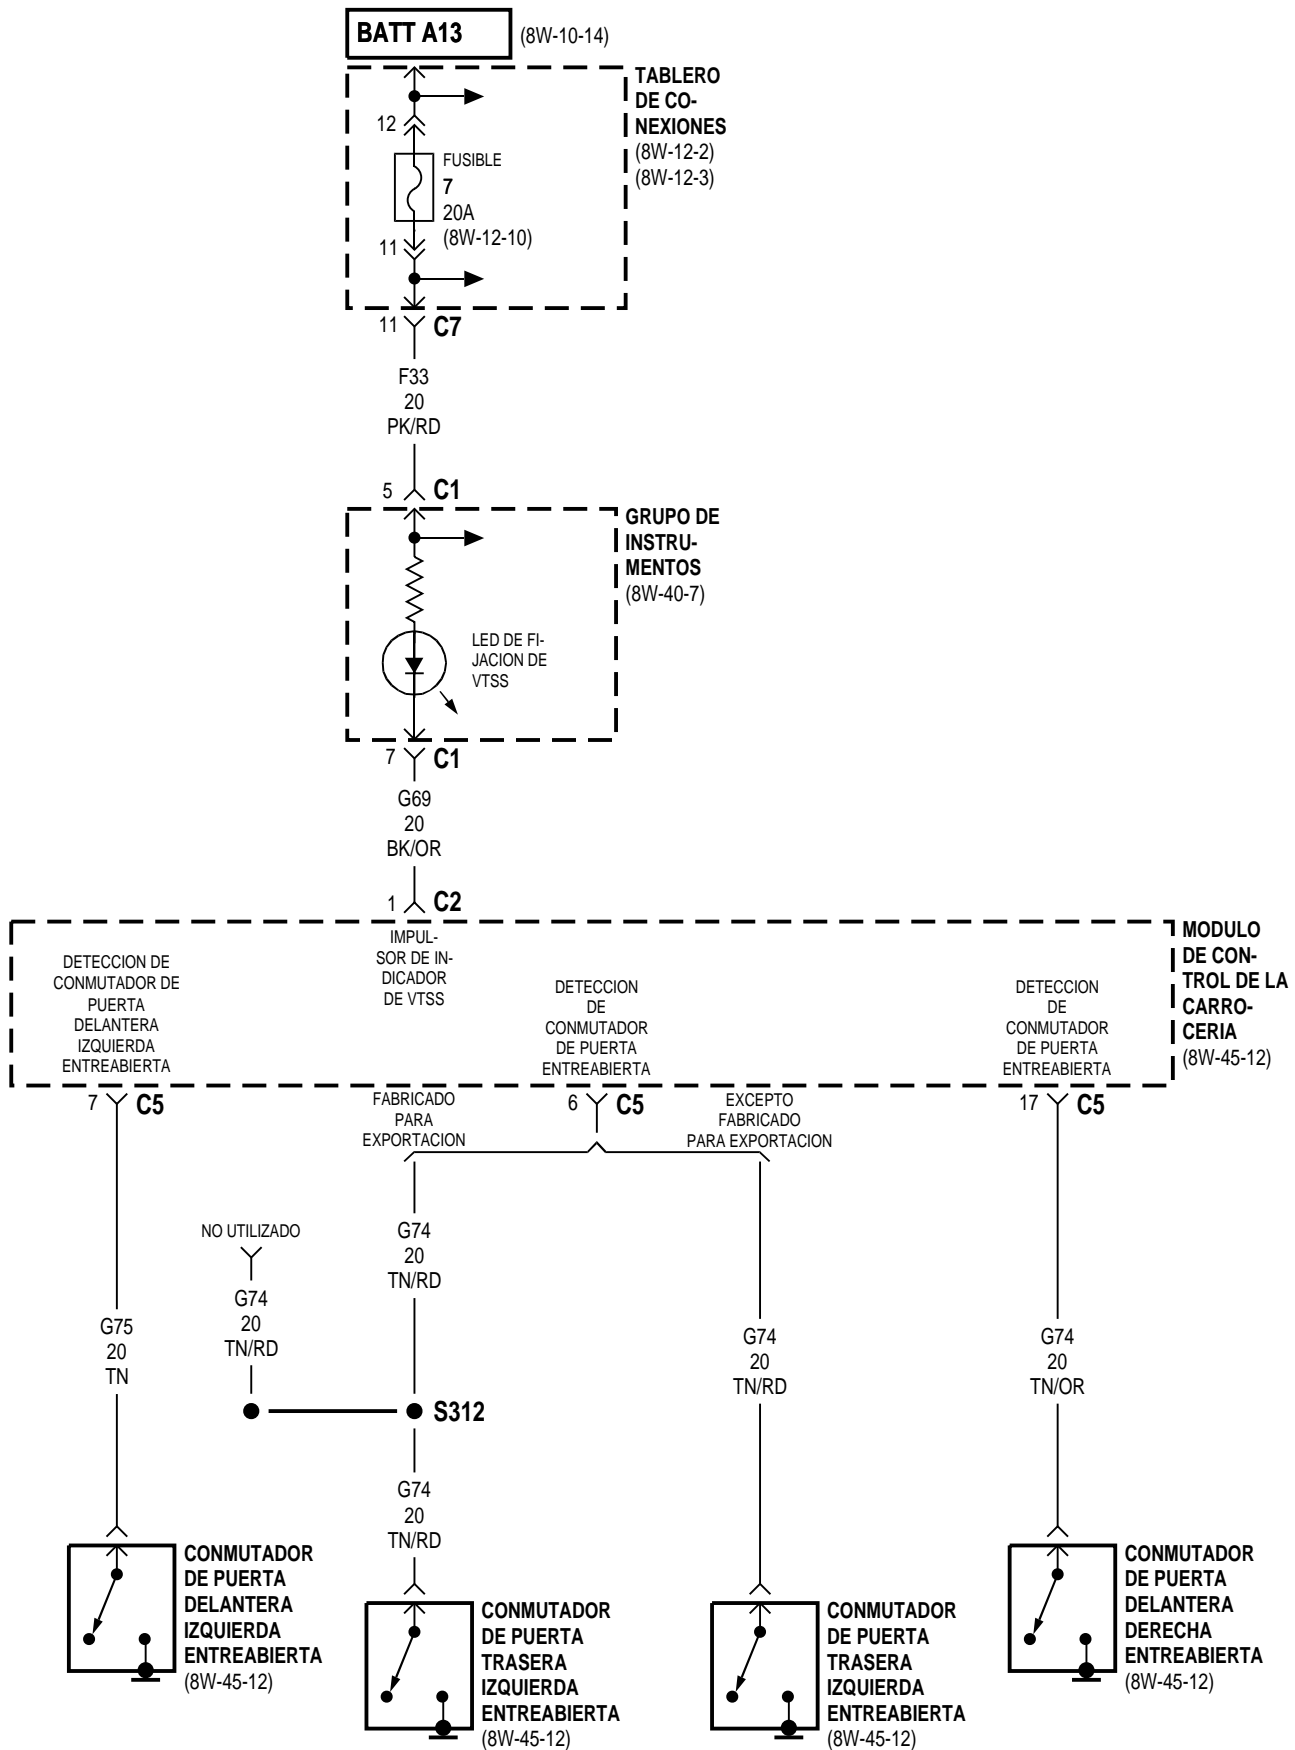 BATT A13
(8W-10-14)
TABLERO
DE CO-
NEXIONES
(8W-12-2)
(8W-12-3)
12
FUSIBLE
7
20A
(8W-12-10)
11
11
C7
F33
20
PK/RD
5
C1
GRUPO DE
INSTRU-
MENTOS
(8W-40-7)
LED DE FI-
JACION DE
VTSS
7
C1
G69
20
BK/OR
1
C2
MODULO
DE CON-
TROL DE LA
CARRO-
CERIA
(8W-45-12)
DETECCION DE
CONMUTADOR DE
PUERTA
DELANTERA
IZQUIERDA
ENTREABIERTA
IMPUL-
SOR DE IN-
DICADOR
DE VTSS
DETECCION
DE
CONMUTADOR
DE PUERTA
ENTREABIERTA
DETECCION
DE
CONMUTADOR
DE PUERTA
ENTREABIERTA
7
C5
FABRICADO
PARA
EXPORTACION
6
C5
EXCEPTO
FABRICADO
PARA EXPORTACION
17
C5
NO UTILIZADO
G74
20
TN/RD
G74
20
TN/RD
G75
20
TN
G74
20
TN/RD
G74
20
TN/OR
S312
G74
20
TN/RD
CONMUTADOR
DE PUERTA
DELANTERA
IZQUIERDA
ENTREABIERTA
(8W-45-12)
CONMUTADOR
DE PUERTA
TRASERA
IZQUIERDA
ENTREABIERTA
(8W-45-12)
CONMUTADOR
DE PUERTA
TRASERA
IZQUIERDA
ENTREABIERTA
(8W-45-12)
CONMUTADOR
DE PUERTA
DELANTERA
DERECHA
ENTREABIERTA
(8W-45-12)